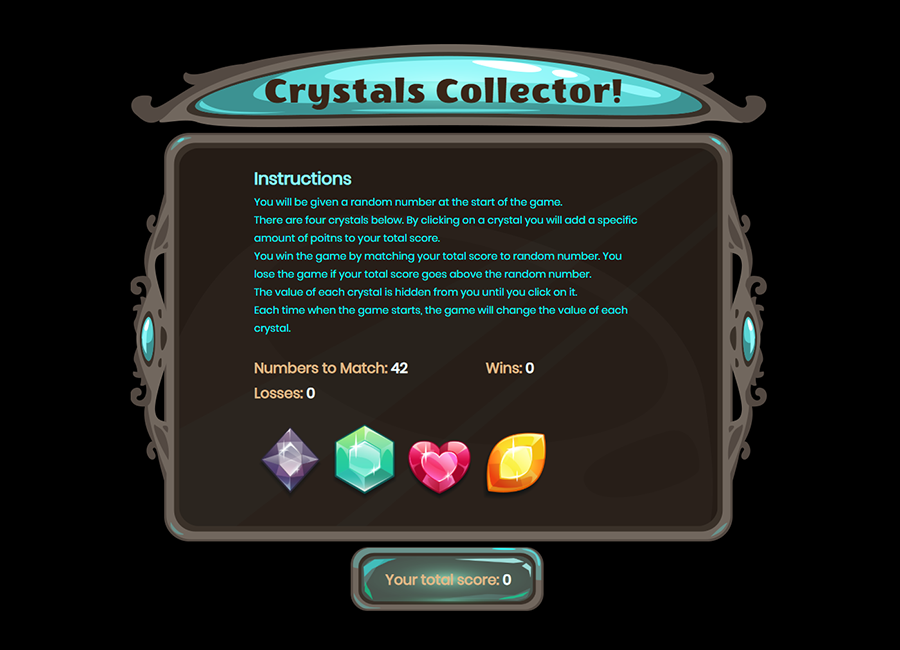 Crystals Collector!
Instructions
You will be given a random number at the start of the game.
There are four crystals below. By clicking on a crystal you will add a specific
amount of poitns to your total score.
You win the game by matching your total score to random number. You
lose the game if your total score goes above the random number.
The value of each crystal is hidden from you until you click on it.
Each time when the game starts, the game will change the value of each
crystal.
Numbers to Match: 42 Wins: 0
Losses: 0
Your total score: 0